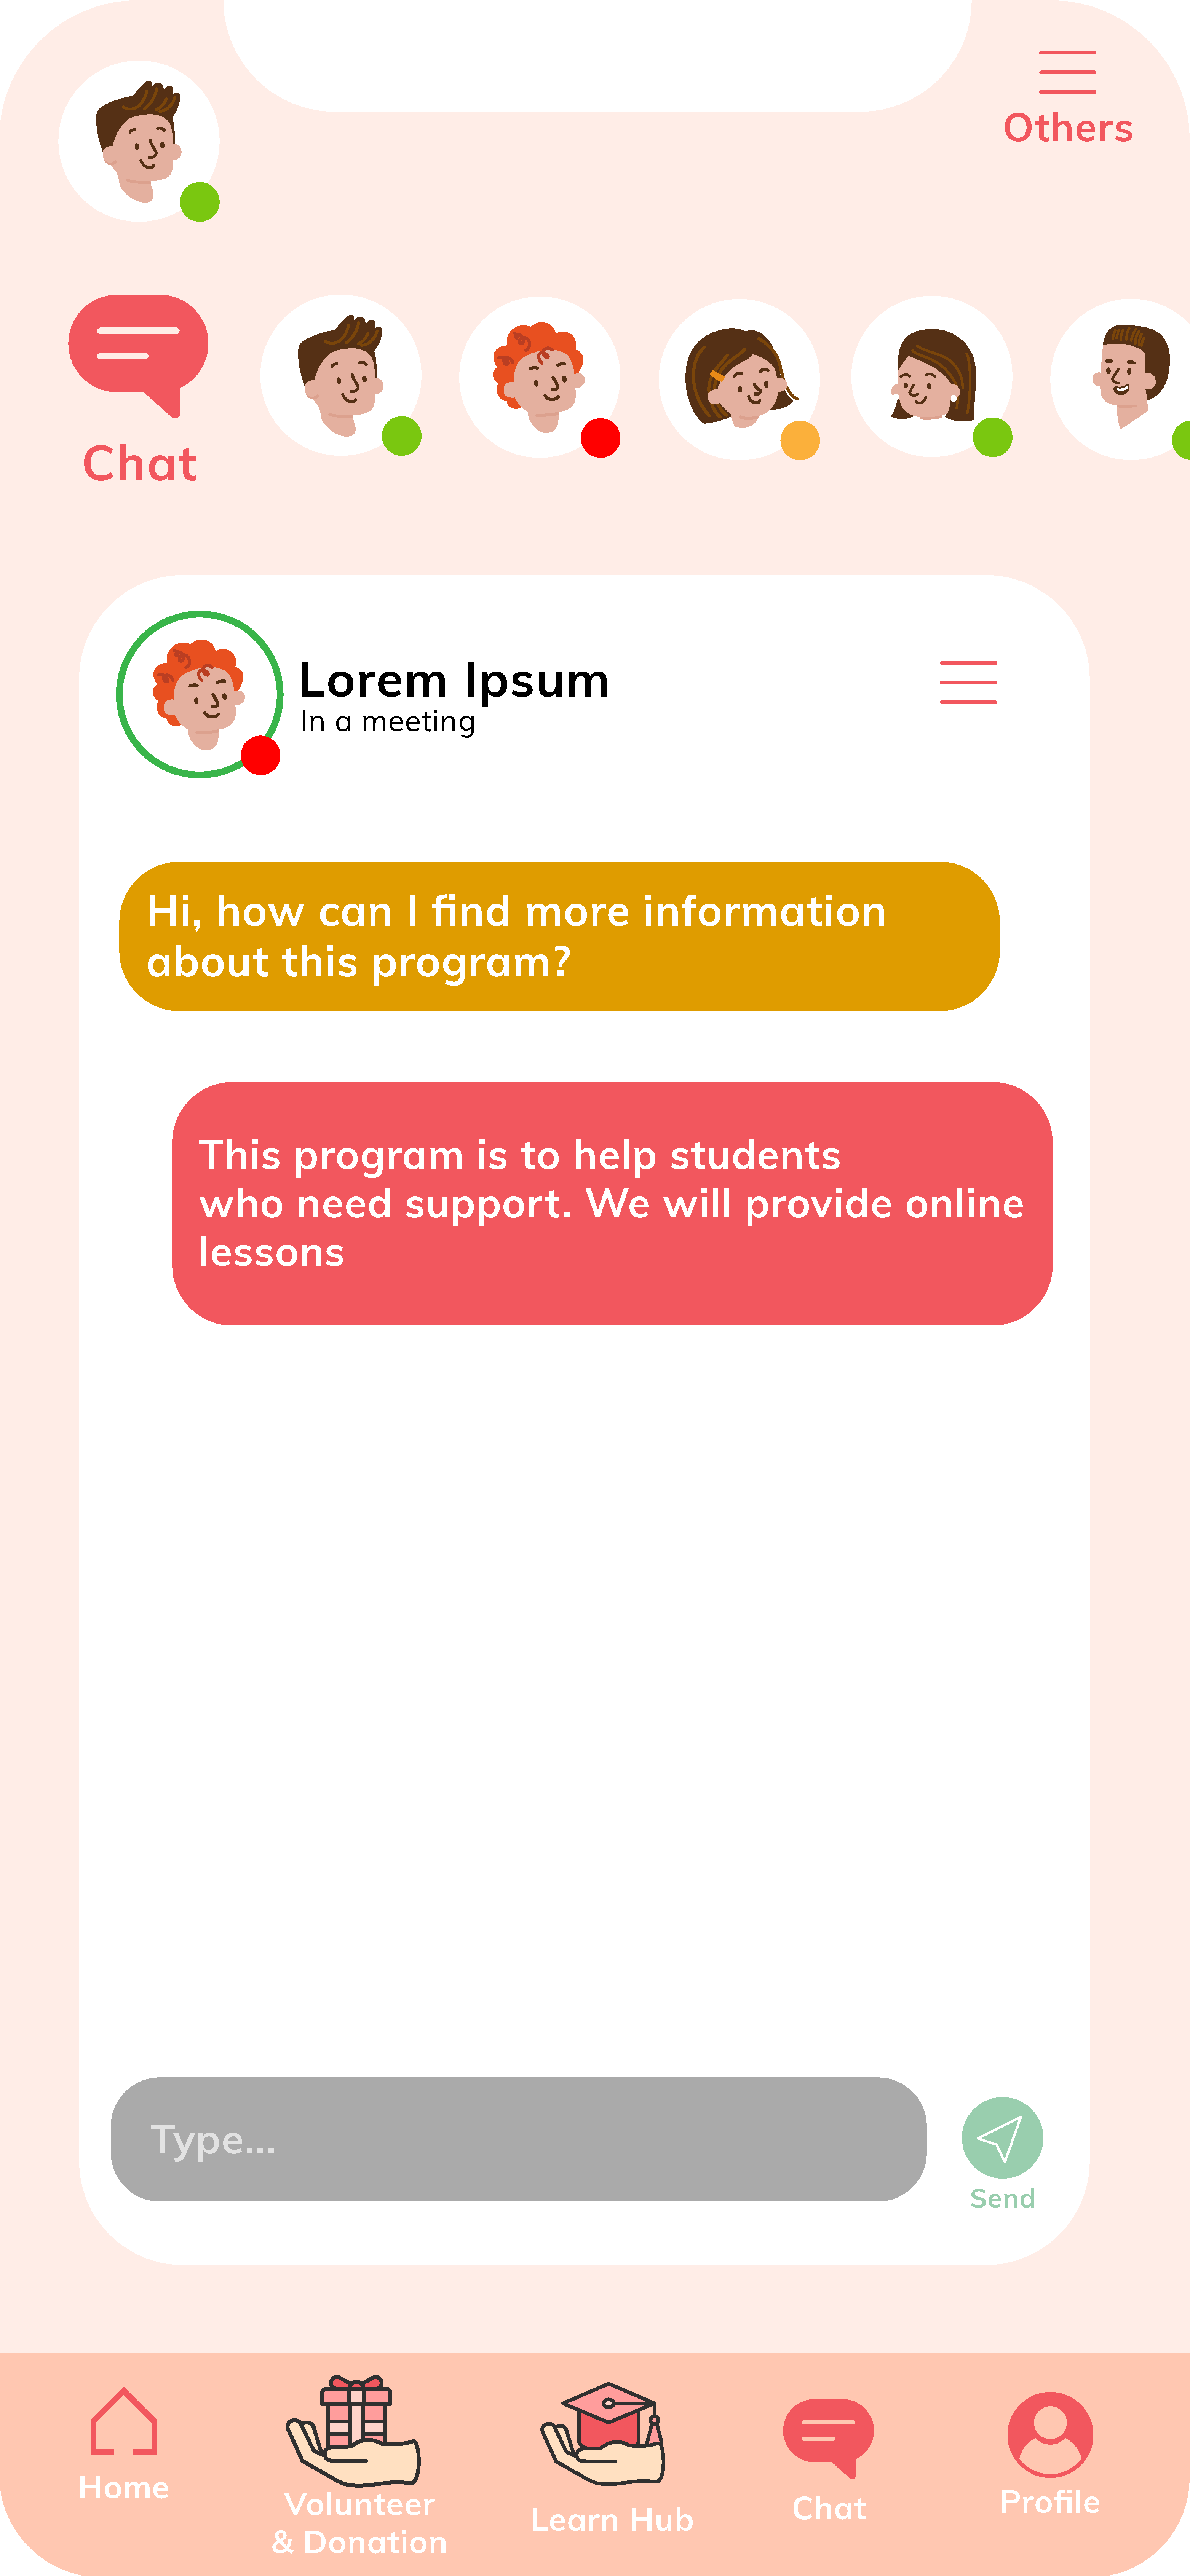 Others
Chat
Lorem Ipsum
In a meeting
Hi, how can I find more information
about this program?
This program is to help students
who need support. We will provide online
lessons
Type...
Send
Home
Volunteer
& Donation
Learn Hub
Chat
Profile